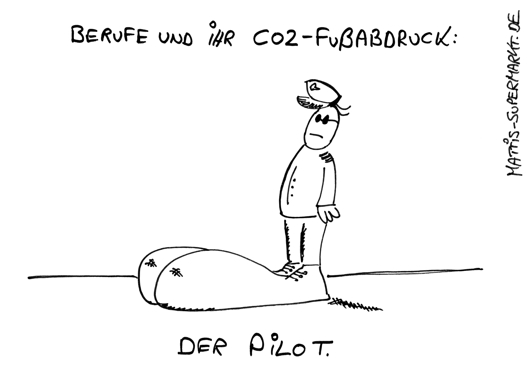 BERUFE UND iHR CO2-FUßABDRUCK:
MATTiS-SUPERMARKT.DE
DER PiLOT.